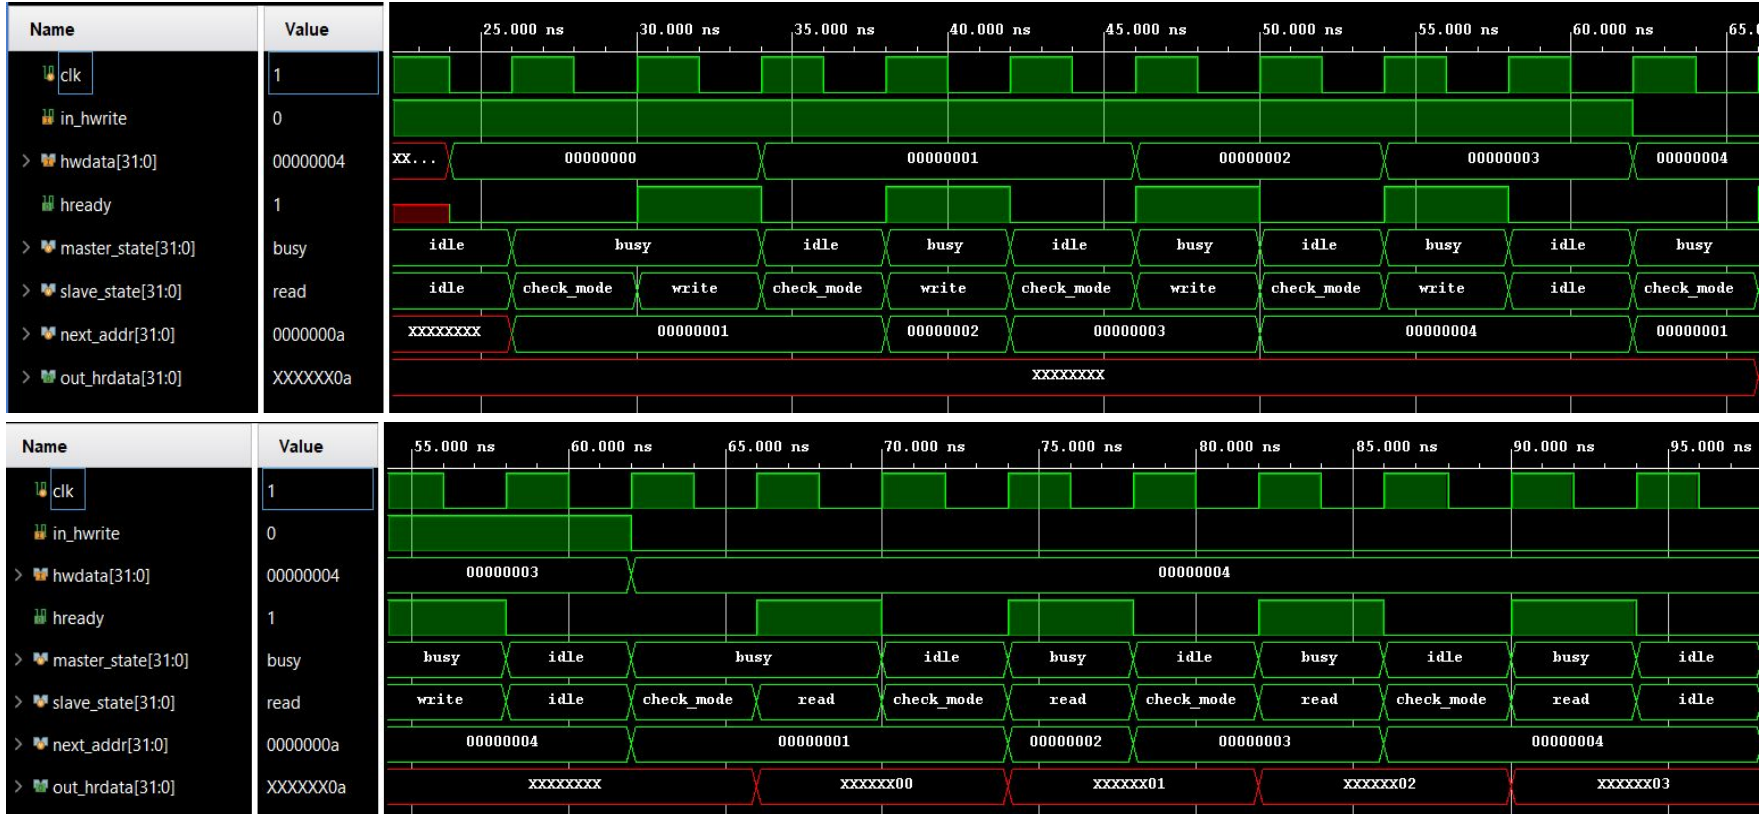 Name Value 25.000 ns 30.000 ns 35.000 ns 40.000 ns 45.000 ns 50.000 ns 55.000 ns 60.000 ns 65.0
clk 1
in_hwrite 0
hwdata[31:0] 00000004 XX... 00000000 00000001 00000002 00000003 00000004
hready 1
master_state[31:0] busy idle busy idle busy idle busy idle busy idle busy
slave_state[31:0] read idle check_mode write check_mode write check_mode write check_mode write idle check_mode
next_addr[31:0] 0000000a XXXXXXXX 00000001 00000002 00000003 00000004 00000001
out_hrdata[31:0] XXXXXX0a XXXXXXXX
Name Value 55.000 ns 60.000 ns 65.000 ns 70.000 ns 75.000 ns 80.000 ns 85.000 ns 90.000 ns 95.000 ns
clk 1
in_hwrite 0
hwdata[31:0] 00000004 00000003 00000004
hready 1
master_state[31:0] busy busy idle busy idle busy idle busy idle busy idle
slave_state[31:0] read write idle check_mode read check_mode read check_mode read check_mode read idle
next_addr[31:0] 0000000a 00000004 00000001 00000002 00000003 00000004
out_hrdata[31:0] XXXXXX0a XXXXXXXX XXXXXX00 XXXXXX01 XXXXXX02 XXXXXX03